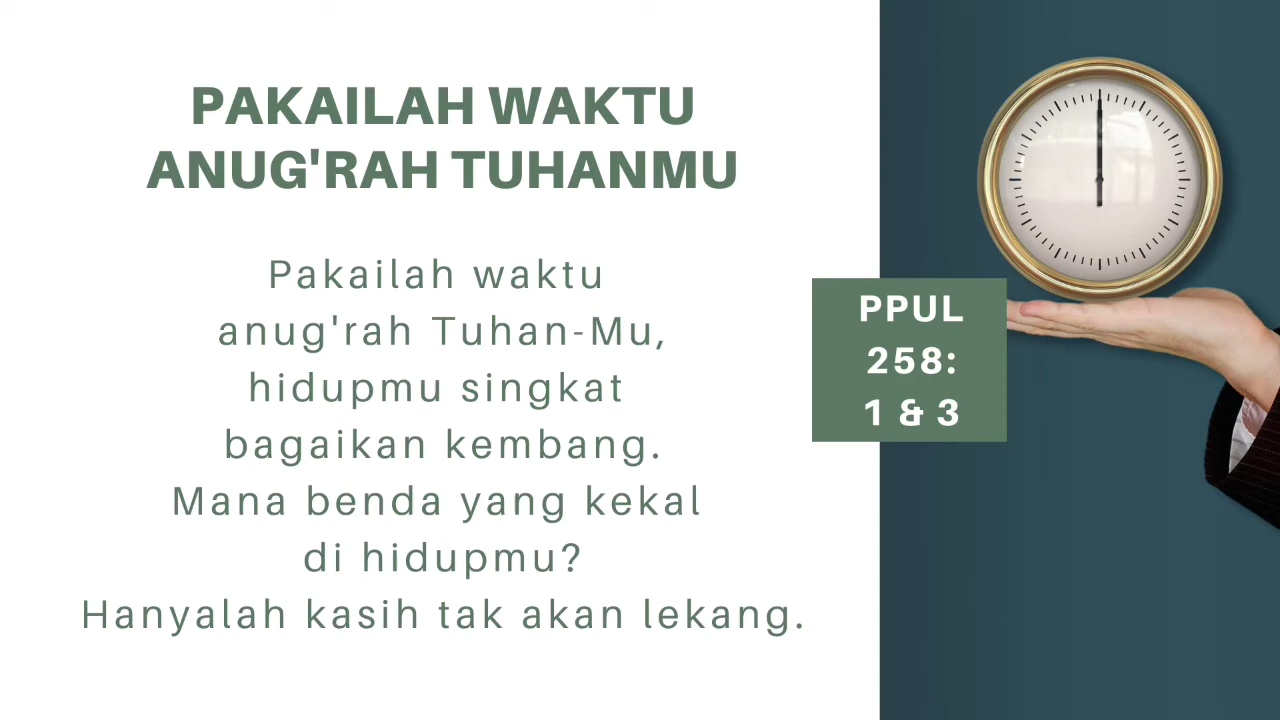 PAKAILAH WAKTU
ANUG'RAH TUHANMU
Pakailah waktu
anug'rah Tuhan-Mu,
hidupmu singkat
bagaikan kembang.
Mana benda yang kekal
di hidupmu?
Hanyalah kasih tak akan lekang.
PPUL
258:
1 & 3